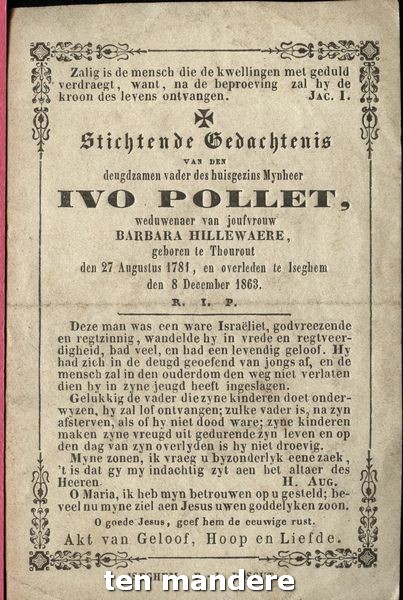 Zalig is de mensch die de kwellingen met geduld
verdraegt, want, na de beproeving zal hy de
kroon des levens ontvangen. JAC. I.
Stichtende Gedachtenis
VAN DEN
deugdzamen vader des huisgezins Mynheer
IVO POLLET,
weduwenaer van joufvrouw
BARBARA HILLEWAERE,
geboren te Thourout
den 27 Augustus 1781, en overleden te Iseghem
den 8 December 1863.
R. I. P.
Deze man was een ware Israëliet, godvreezende
en regtzinnig, wandelde hy in vrede en regtveer-
digheid, bad veel, en had een levendig geloof. Hy
had zich in de deugd geoefend van jongs af, en de
mensch zal in den ouderdom den weg niet verlaten
dien hy in zyne jeugd heeft ingeslagen.
Gelukkig de vader die zyne kinderen doet onder-
wyzen, hy zal lof ontvangen; zulke vader is, na zyn
afsterven, als of hy niet dood ware; zyne kinderen
maken zyne vreugd uit gedurende zyn leven en op
den dag van zyn overlyden is hy niet droevig.
Myne zonen, ik vraeg u byzonderlyk eene zaek,
't is dat gy my indachtig zyt aen het altaer des
Heeren. H. AUG.
O Maria, ik heb myn betrouwen op u gesteld; be-
veel nu myne ziel aen Jesus uwen goddelyken zoon.
O goede Jesus, geef hem de eeuwige rust.
Akt van Geloof, Hoop en Liefde.
ten mandere